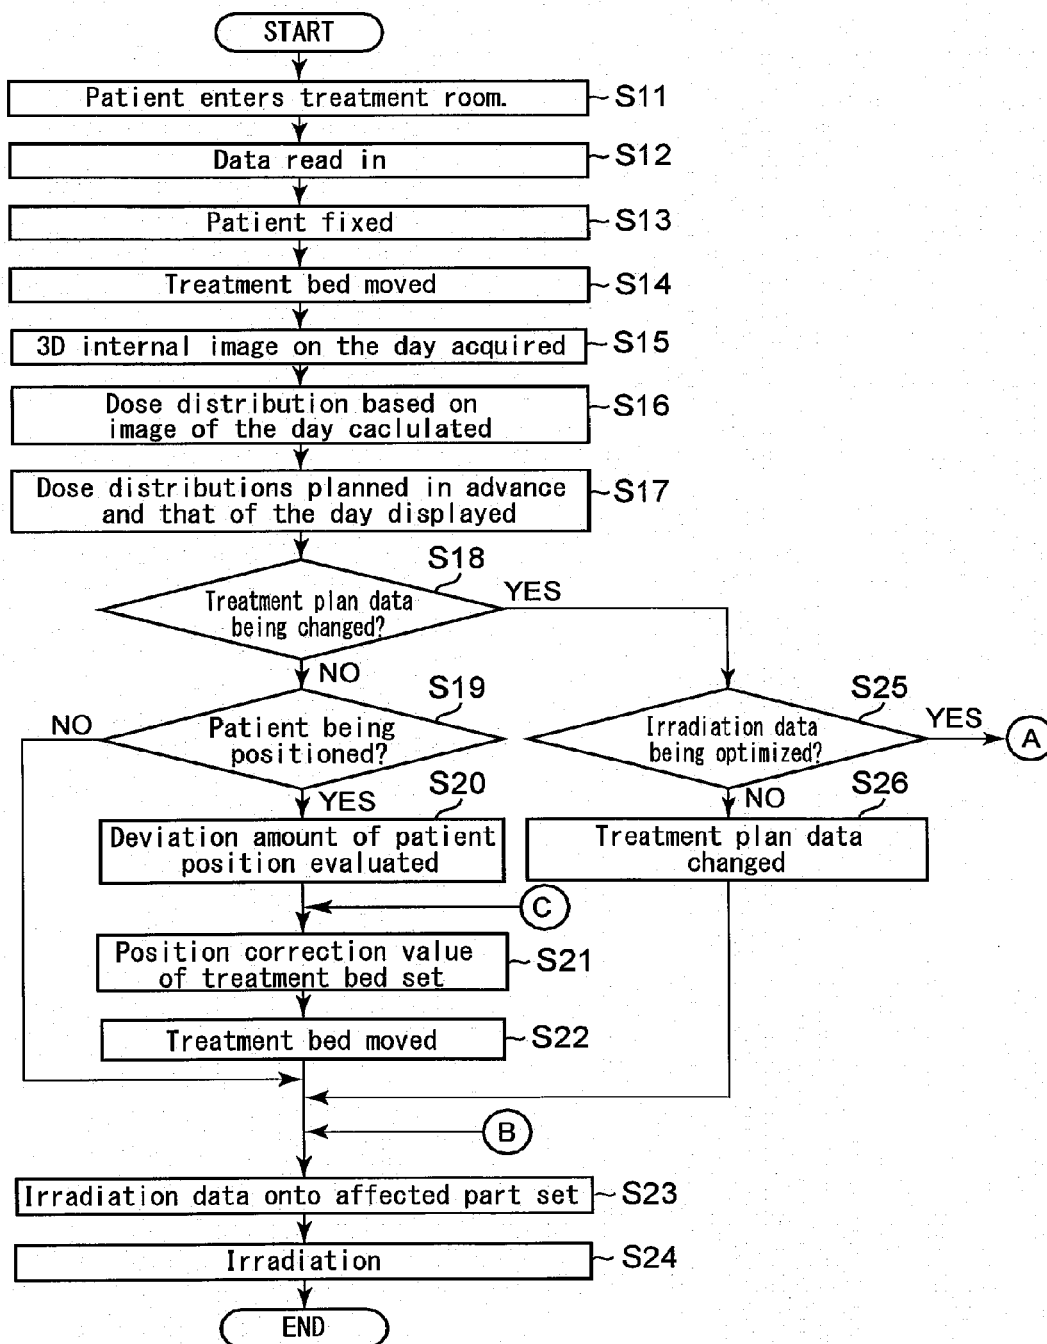 START
Patient enters treatment room.
S11
Data read in
S12
Patient fixed
S13
Treatment bed moved
S14
3D internal image on the day acquired
S15
Dose distribution based on
image of the day caclulated
S16
Dose distributions planned in advance
and that of the day displayed
S17
S18
Treatment plan data
being changed?
YES
NO
S19
Patient being
positioned?
NO
YES
S25
Irradiation data
being optimized?
YES
A
NO
S20
Deviation amount of patient
position evaluated
S26
Treatment plan data
changed
C
Position correction value
of treatment bed set
S21
Treatment bed moved
S22
B
Irradiation data onto affected part set
S23
Irradiation
S24
END